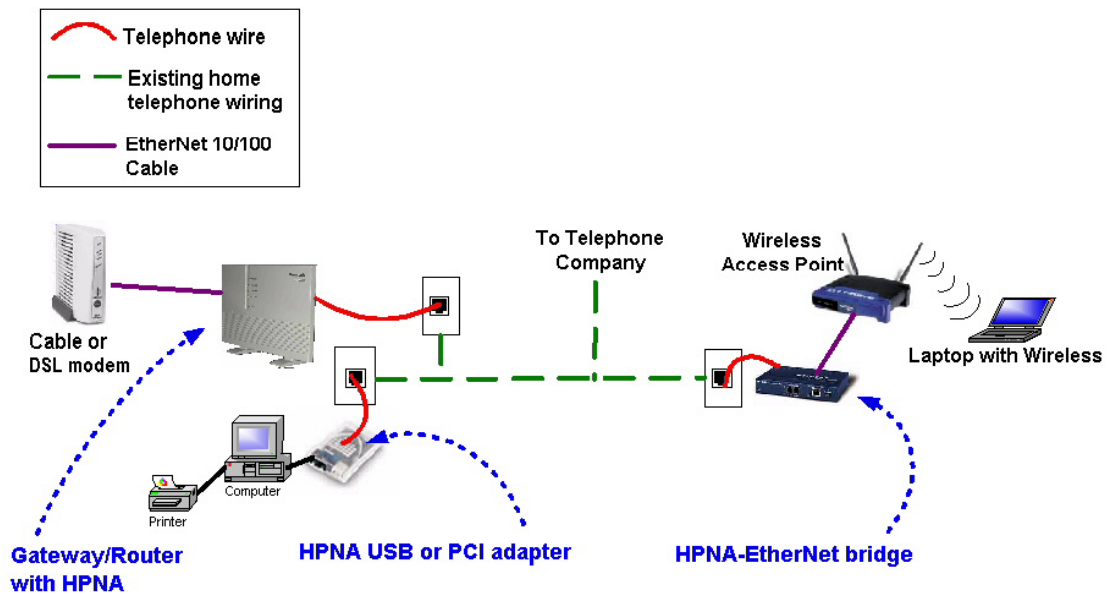 Telephone wire
Existing home
telephone wiring
EtherNet 10/100
Cable
To Telephone
Company
Wireless
Access Point
Cable or
DSL modem
Laptop with Wireless
Computer
Printer
Gateway/Router
with HPNA
HPNA USB or PCI adapter
HPNA-EtherNet bridge